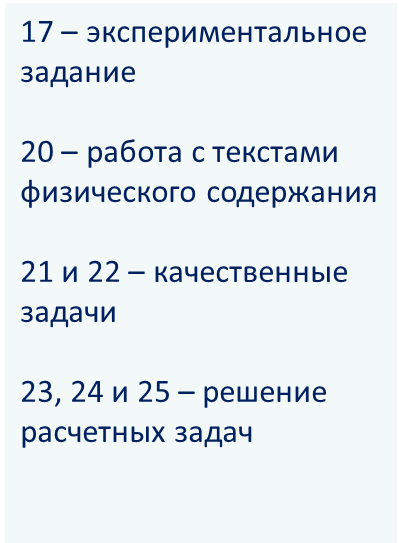 17 – экспериментальное
задание
20 – работа с текстами
физического содержания
21 и 22 – качественные
задачи
23, 24 и 25 – решение
расчетных задач